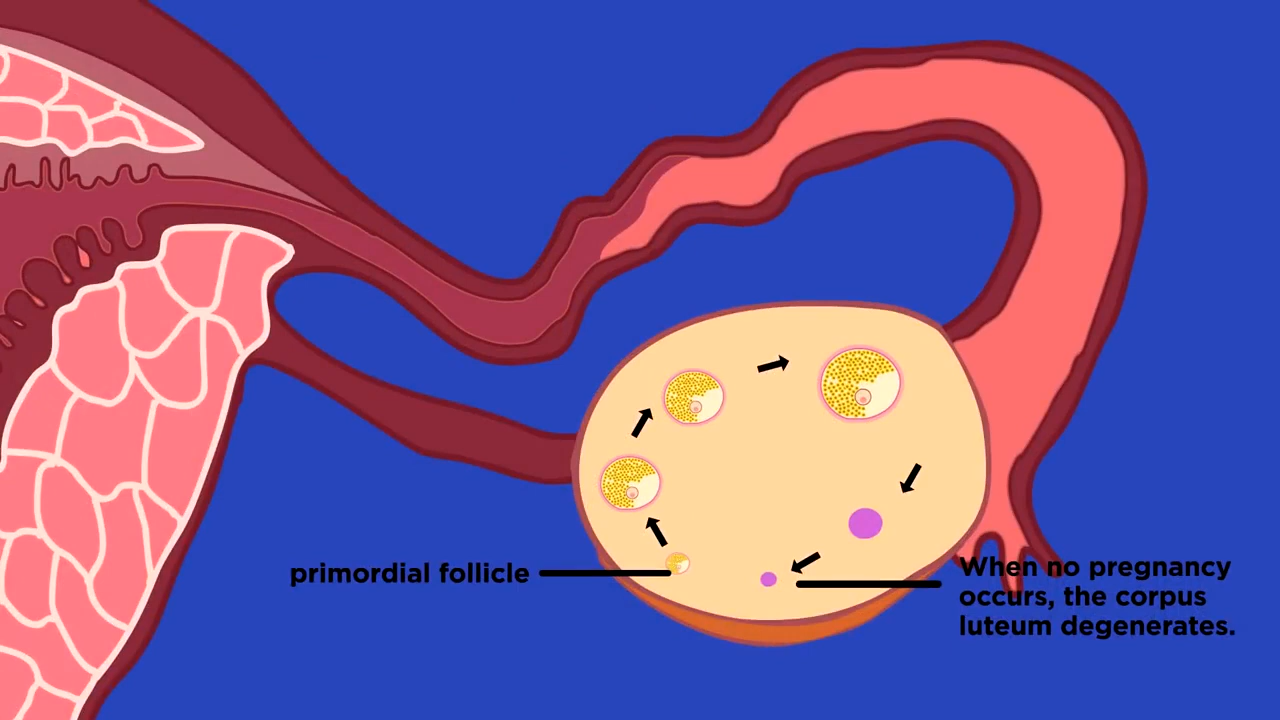 primordial follicle
When no pregnancy
occurs, the corpus
luteum degenerates.